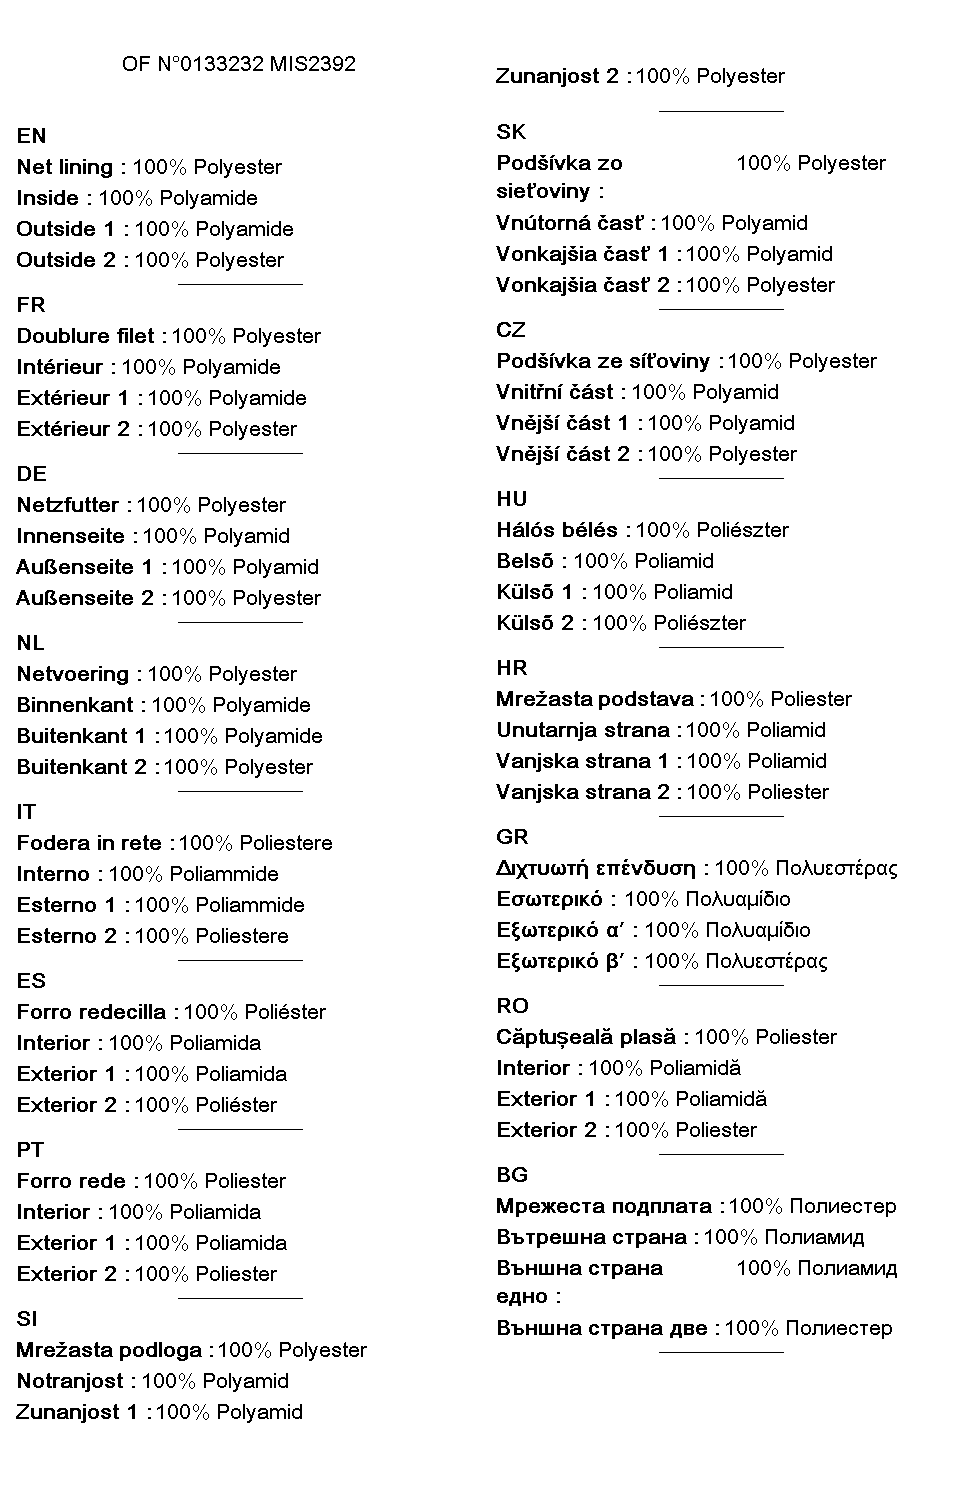 OF N°0133232 MIS2392
EN
Net lining : 100% Polyester
Inside : 100% Polyamide
Outside 1 : 100% Polyamide
Outside 2 : 100% Polyester
FR
Doublure filet : 100% Polyester
Intérieur : 100% Polyamide
Extérieur 1 : 100% Polyamide
Extérieur 2 : 100% Polyester
DE
Netzfutter : 100% Polyester
Innenseite : 100% Polyamid
Außenseite 1 : 100% Polyamid
Außenseite 2 : 100% Polyester
NL
Netvoering : 100% Polyester
Binnenkant : 100% Polyamide
Buitenkant 1 : 100% Polyamide
Buitenkant 2 : 100% Polyester
IT
Fodera in rete : 100% Poliestere
Interno : 100% Poliammide
Esterno 1 : 100% Poliammide
Esterno 2 : 100% Poliestere
ES
Forro redecilla : 100% Poliéster
Interior : 100% Poliamida
Exterior 1 : 100% Poliamida
Exterior 2 : 100% Poliéster
PT
Forro rede : 100% Poliester
Interior : 100% Poliamida
Exterior 1 : 100% Poliamida
Exterior 2 : 100% Poliester
SI
Mrežasta podloga : 100% Polyester
Notranjost : 100% Polyamid
Zunanjost 1 : 100% Polyamid
Zunanjost 2 : 100% Polyester
SK
Podšívka zo 100% Polyester
sieťoviny :
Vnútorná časť : 100% Polyamid
Vonkajšia časť 1 : 100% Polyamid
Vonkajšia časť 2 : 100% Polyester
CZ
Podšívka ze síťoviny : 100% Polyester
Vnitřní část : 100% Polyamid
Vnější část 1 : 100% Polyamid
Vnější část 2 : 100% Polyester
HU
Hálós bélés : 100% Poliészter
Belső : 100% Poliamid
Külső 1 : 100% Poliamid
Külső 2 : 100% Poliészter
HR
Mrežasta podstava : 100% Poliester
Unutarnja strana : 100% Poliamid
Vanjska strana 1 : 100% Poliamid
Vanjska strana 2 : 100% Poliester
GR
Διχτυωτή επένδυση : 100% Πολυεστέρας
Εσωτερικό : 100% Πολυαμίδιο
Εξωτερικό α’ : 100% Πολυαμίδιο
Εξωτερικό β’ : 100% Πολυεστέρας
RO
Căptușeală plasă : 100% Poliester
Interior : 100% Poliamidă
Exterior 1 : 100% Poliamidă
Exterior 2 : 100% Poliester
BG
Мрежеста подплата : 100% Полиестер
Вътрешна страна : 100% Полиамид
Външна страна 100% Полиамид
едно :
Външна страна две : 100% Полиестер